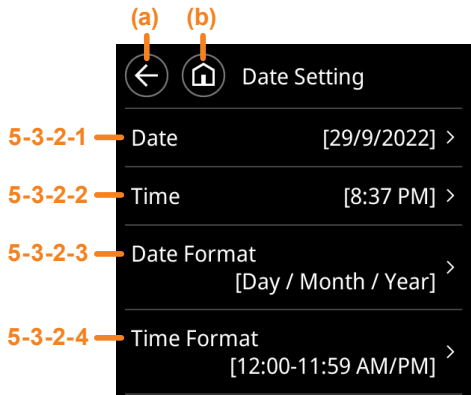 (a) (b)
Date Setting
5-3-2-1 Date [29/9/2022] >
5-3-2-2 Time [8:37 PM] >
5-3-2-3 Date Format
[Day / Month / Year] >
5-3-2-4 Time Format
[12:00-11:59 AM/PM] >